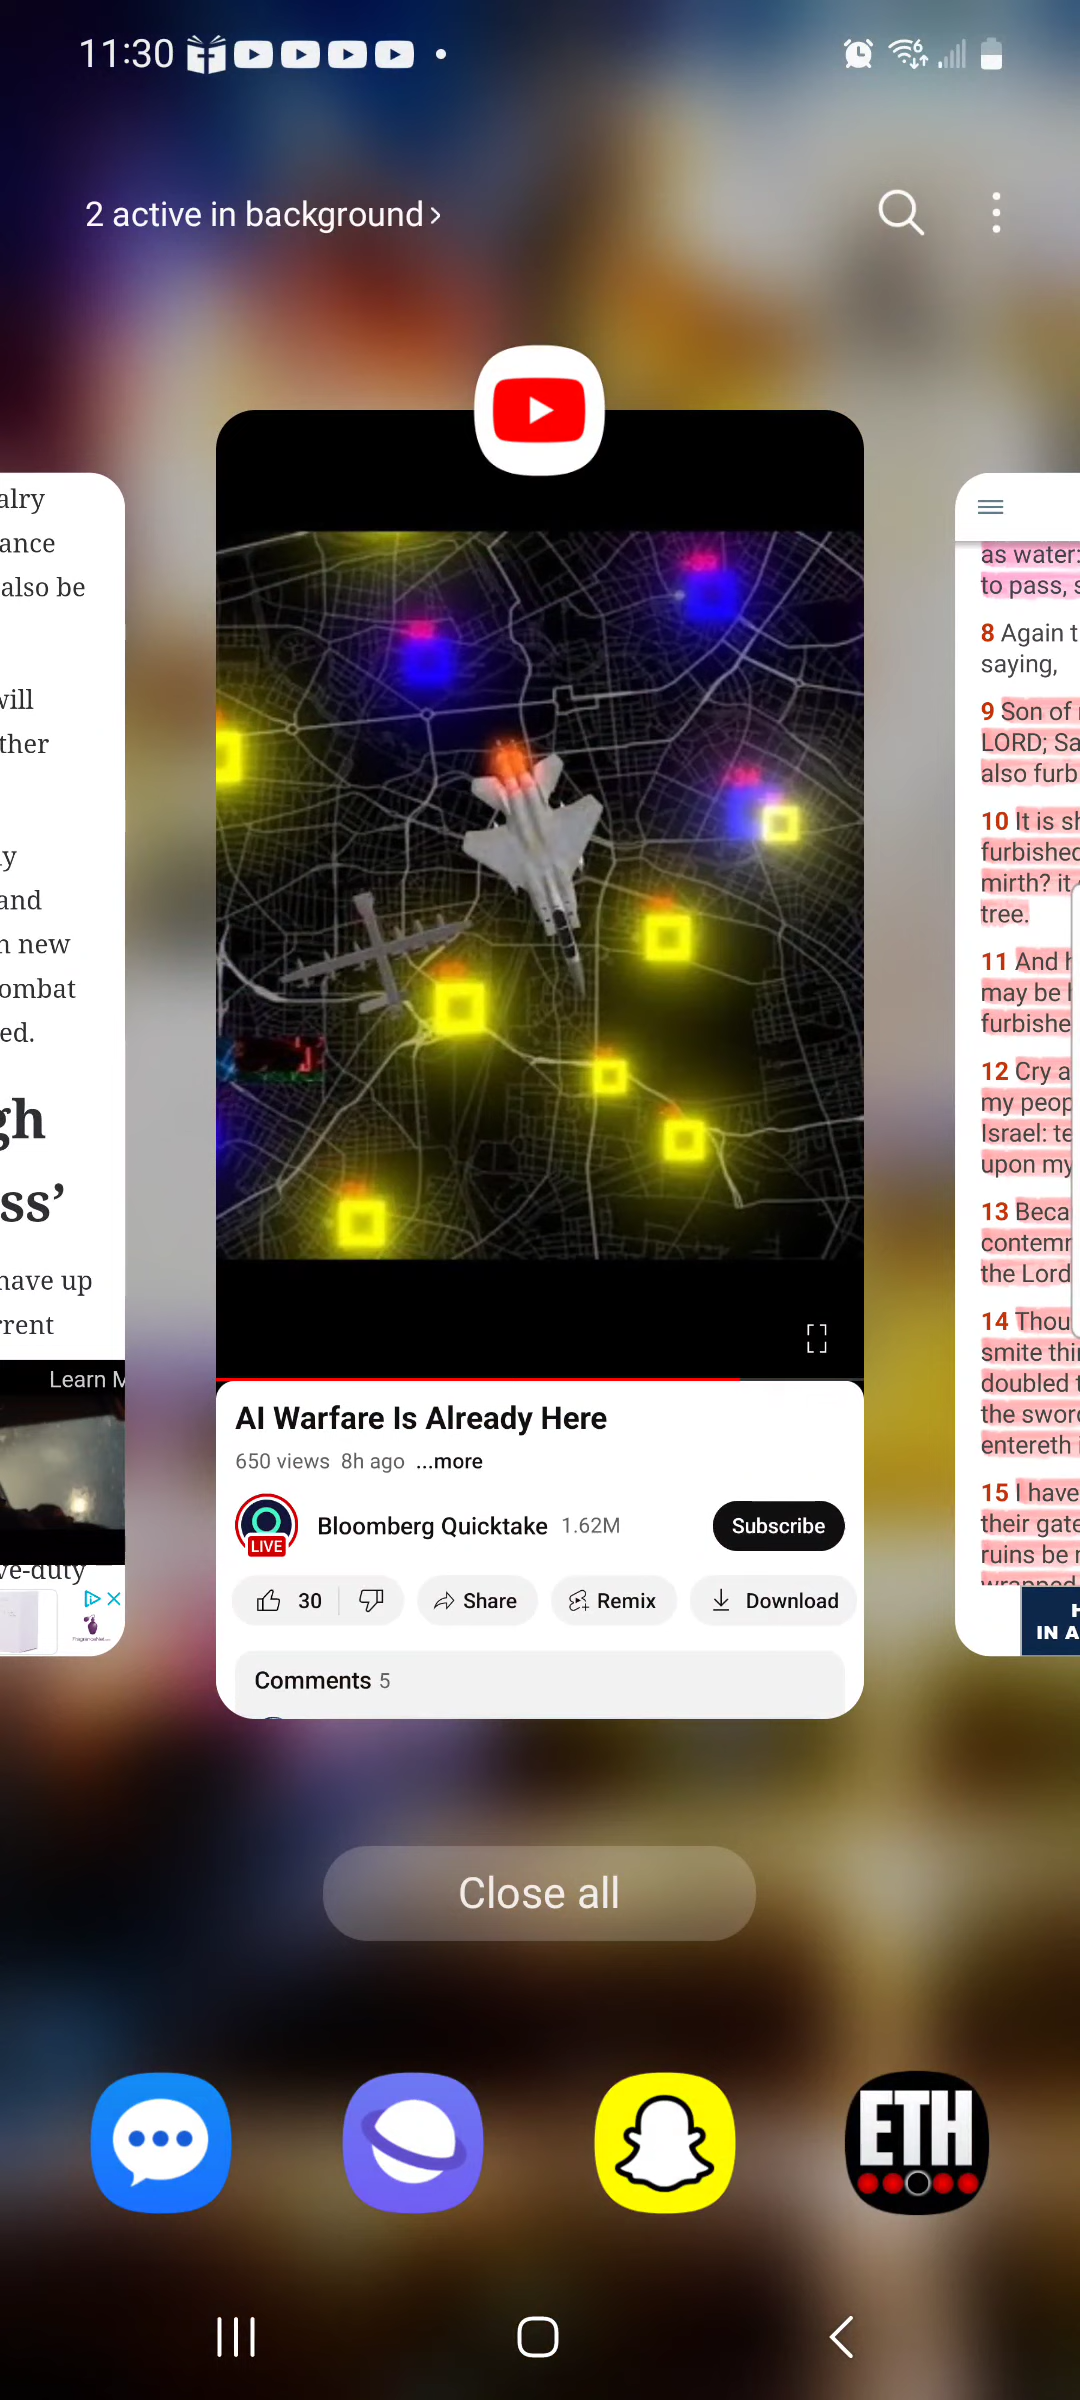 11:30
2 active in background
alry
ance
also be
will
ther
and
new
ombat
ed.
gh
ss’
have up
rrent
Learn M
ve-duty
AI Warfare Is Already Here
650 views 8h ago ...more
LIVE
Bloomberg Quicktake 1.62M
Subscribe
30
Share
Remix
Download
Comments 5
as water:
to pass, s
8 Again t
saying,
9 Son of
LORD; Sa
also furb
10 It is sh
furbished
mirth? it
tree.
11 And h
may be h
furbishe
12 Cry a
my peop
Israel: te
upon my
13 Beca
contemn
the Lord
14 Thou
smite thin
doubled t
the sword
entereth i
15 I have
their gate
ruins be
wrapped
IN A
Close all
ETH